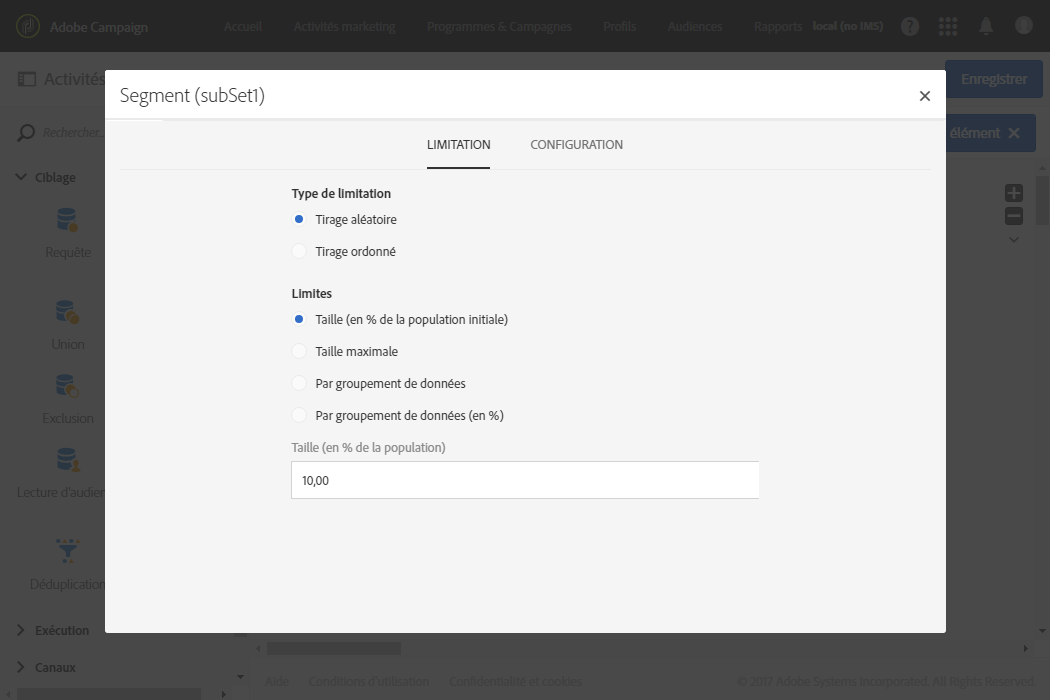 Adobe Campaign
Accueil
Activités marketing
Programmes & Campagnes
Profils
Audiences
Rapports
local (no IMS)
Activités
Enregistrer
Segment (subSet1)
Rechercher...
élément
LIMITATION
CONFIGURATION
Ciblage
Type de limitation
Tirage aléatoire
Tirage ordonné
Requête
Limites
Taille (en % de la population initiale)
Union
Taille maximale
Par groupement de données
Exclusion
Par groupement de données (en %)
Taille (en % de la population)
10,00
Lecture d'audien
Déduplication
Exécution
Canaux
Aide
Conditions d'utilisation
Confidentialité et cookies
© 2017 Adobe Systems Incorporated. All Rights Reserved.